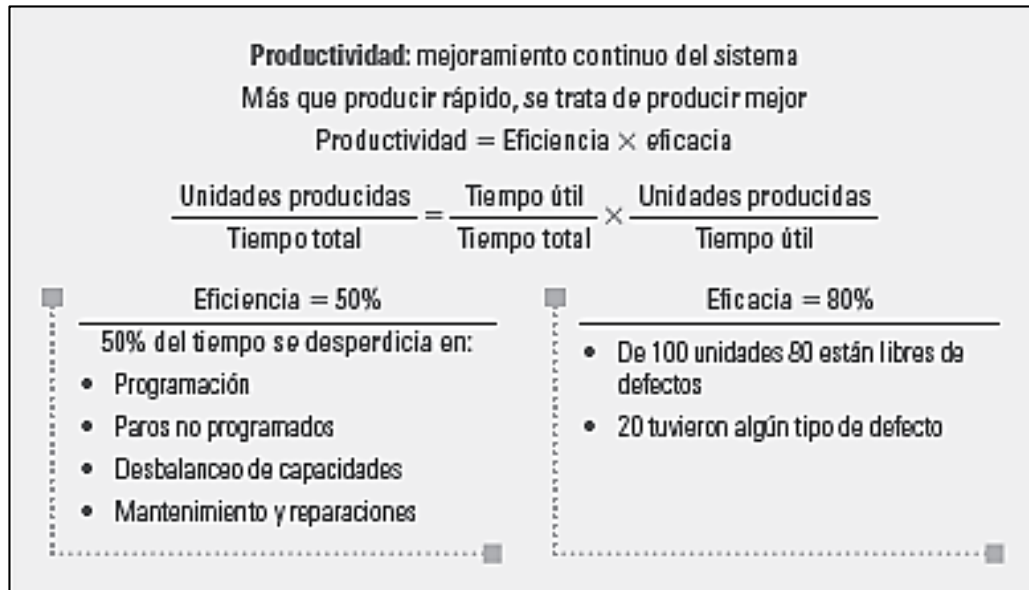 Productividad: mejoramiento continuo del sistema
Más que producir rápido, se trata de producir mejor
Productividad = Eficiencia × eficacia
Unidades producidas / Tiempo total = Tiempo útil / Tiempo total × Unidades producidas / Tiempo útil
Eficiencia = 50%
50% del tiempo se desperdicia en:
• Programación
• Paros no programados
• Desbalanceo de capacidades
• Mantenimiento y reparaciones
Eficacia = 80%
• De 100 unidades 80 están libres de
defectos
• 20 tuvieron algún tipo de defecto